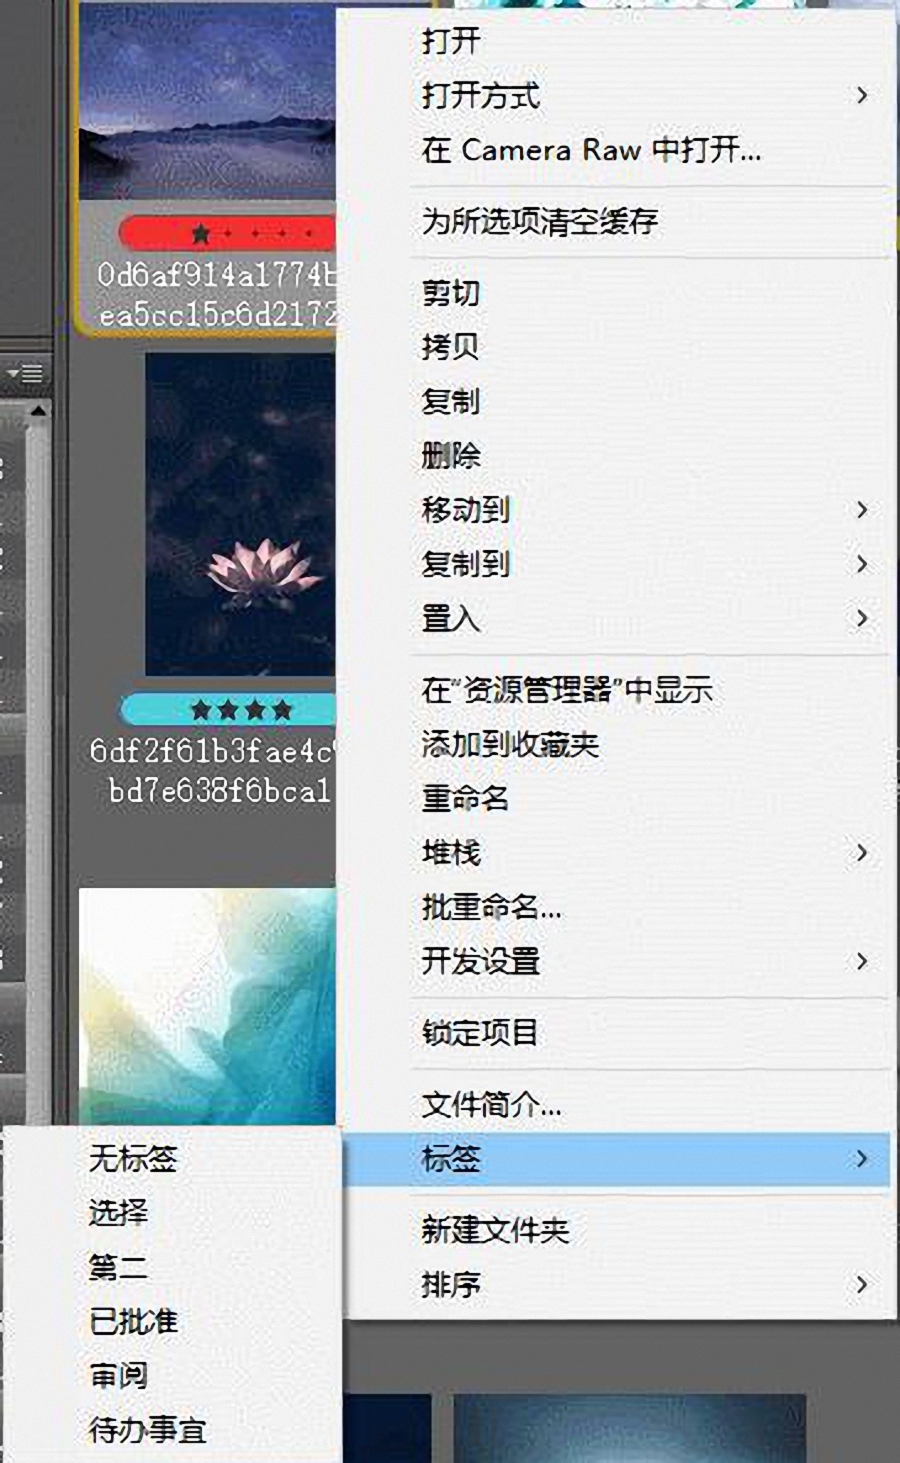 打开
打开方式
在 Camera Raw 中打开...
为所选项清空缓存
剪切
拷贝
复制
删除
移动到
复制到
置入
在“资源管理器”中显示
添加到收藏夹
重命名
堆栈
批重命名...
开发设置
锁定项目
文件简介...
标签
新建文件夹
排序
0d6af914a1774b
ea5cc15c6d2172
6df2f61b3fae4c9
bd7e638f6bca1
无标签
选择
第二
已批准
审阅
待办事宜